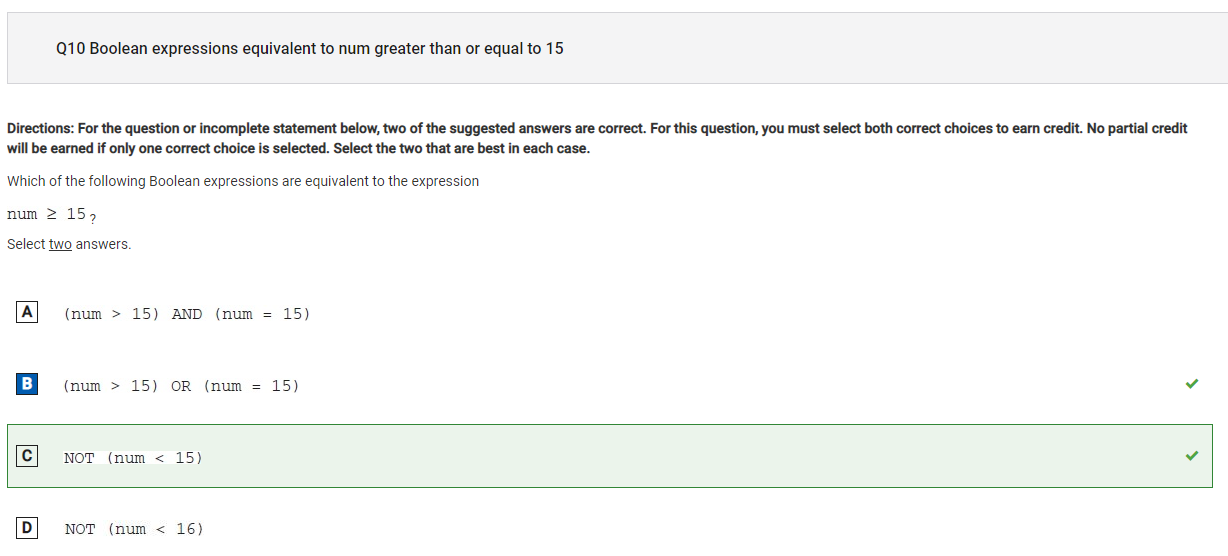 Q10 Boolean expressions equivalent to num greater than or equal to 15
Directions: For the question or incomplete statement below, two of the suggested answers are correct. For this question, you must select both correct choices to earn credit. No partial credit
will be earned if only one correct choice is selected. Select the two that are best in each case.
Which of the following Boolean expressions are equivalent to the expression
num ≥ 15?
Select two answers.
A (num > 15) AND (num = 15)
B (num > 15) OR (num = 15)
C NOT (num < 15)
D NOT (num < 16)